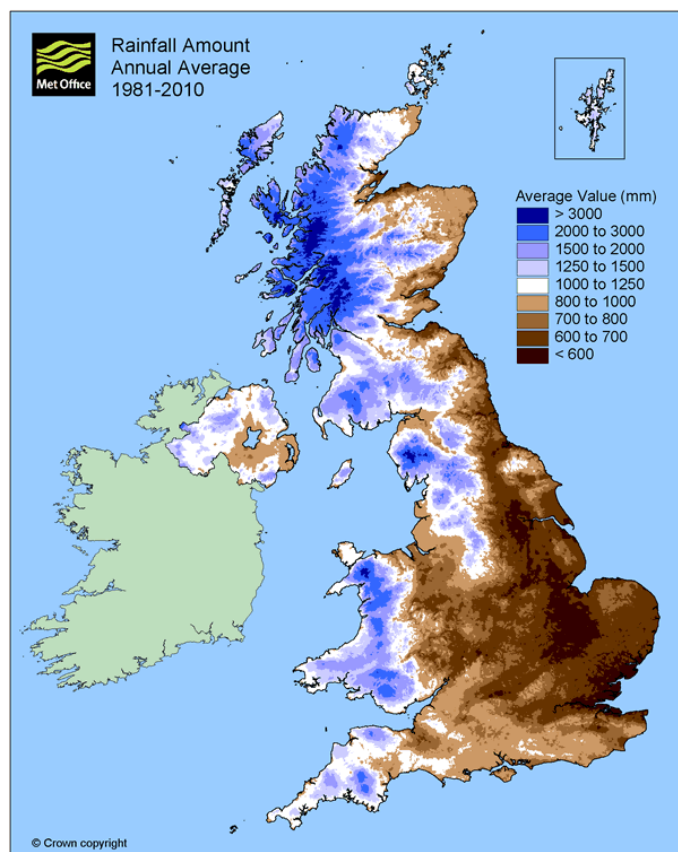 Met Office
Rainfall Amount
Annual Average
1981-2010
Average Value (mm)
> 3000
2000 to 3000
1500 to 2000
1250 to 1500
1000 to 1250
800 to 1000
700 to 800
600 to 700
< 600
© Crown copyright